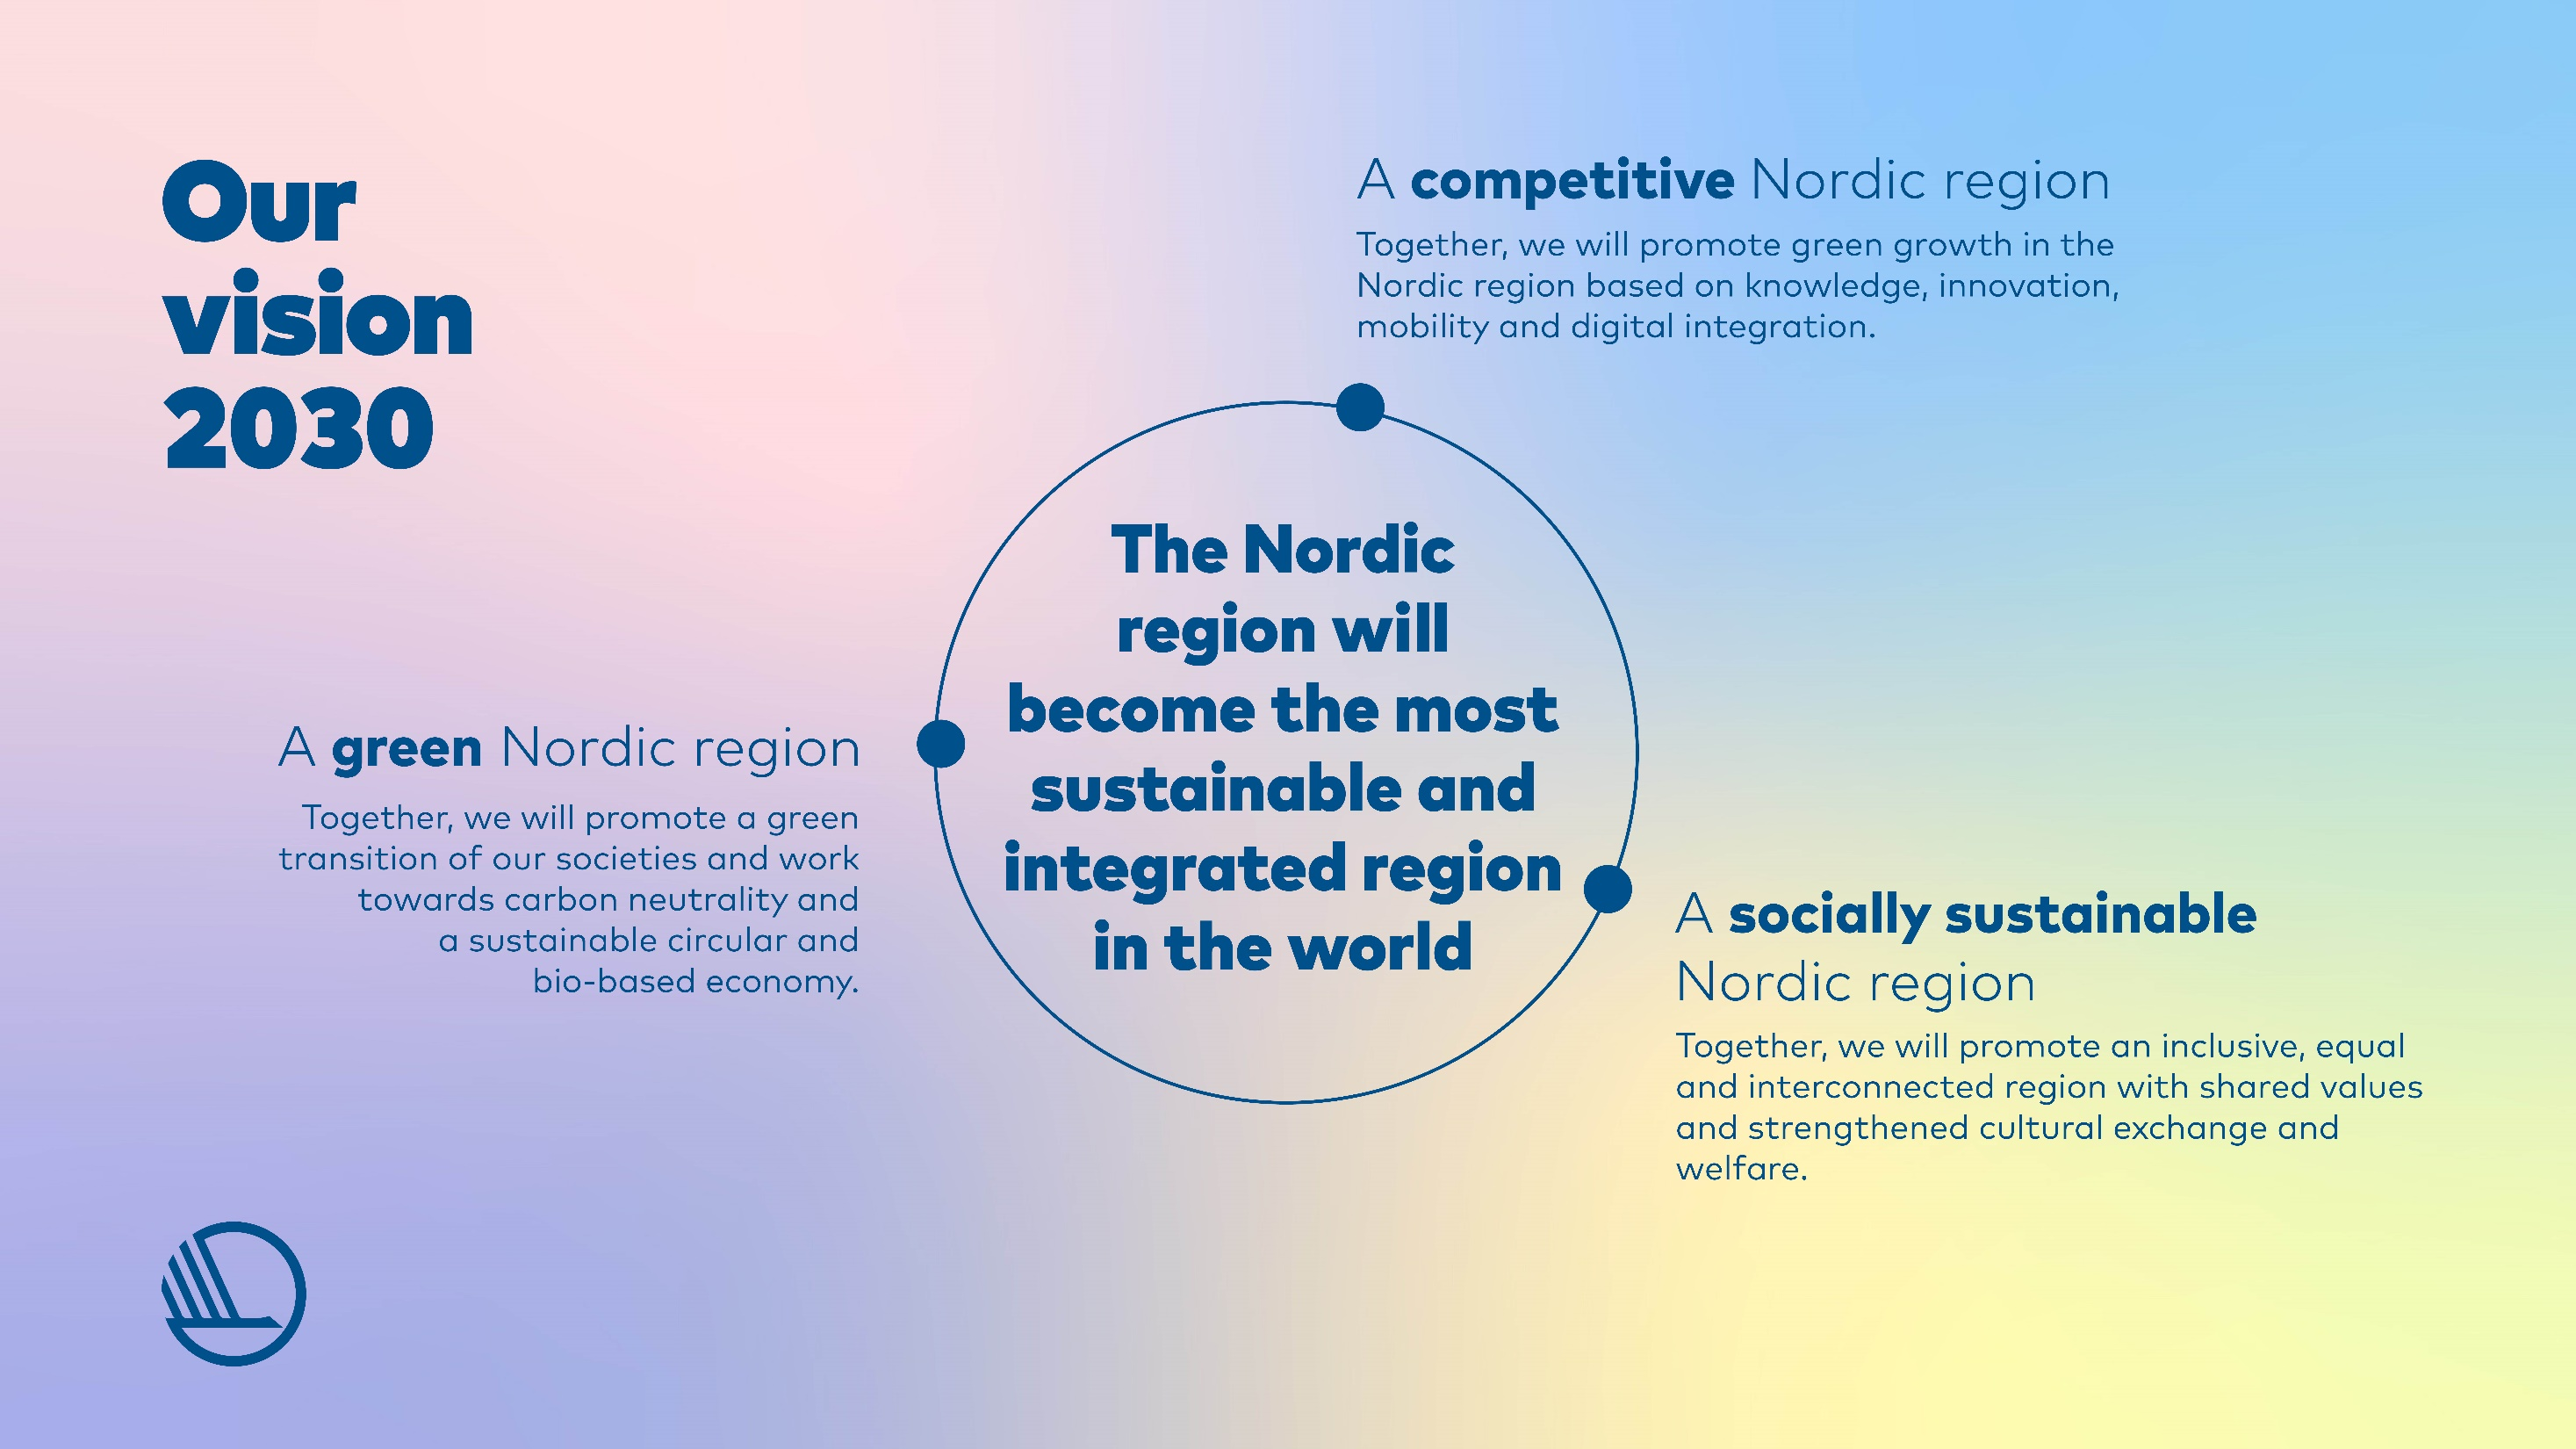 Our
vision
2030
A competitive Nordic region
Together, we will promote green growth in the
Nordic region based on knowledge, innovation,
mobility and digital integration.
The Nordic
region will
become the most
sustainable and
integrated region
in the world
A green Nordic region
Together, we will promote a green
transition of our societies and work
towards carbon neutrality and
a sustainable circular and
bio-based economy.
A socially sustainable
Nordic region
Together, we will promote an inclusive, equal
and interconnected region with shared values
and strengthened cultural exchange and
welfare.